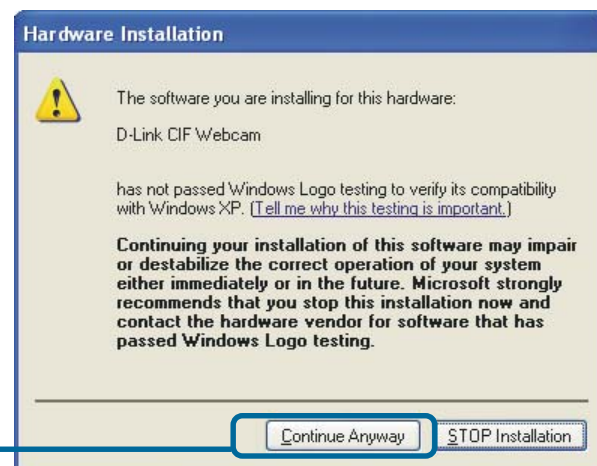 Hardware Installation
The software you are installing for this hardware:
D-Link CIF Webcam
has not passed Windows Logo testing to verify its compatibility
with Windows XP. (Tell me why this testing is important.)
Continuing your installation of this software may impair
or destabilize the correct operation of your system
either immediately or in the future. Microsoft strongly
recommends that you stop this installation now and
contact the hardware vendor for software that has
passed Windows Logo testing.
Continue Anyway
STOP Installation